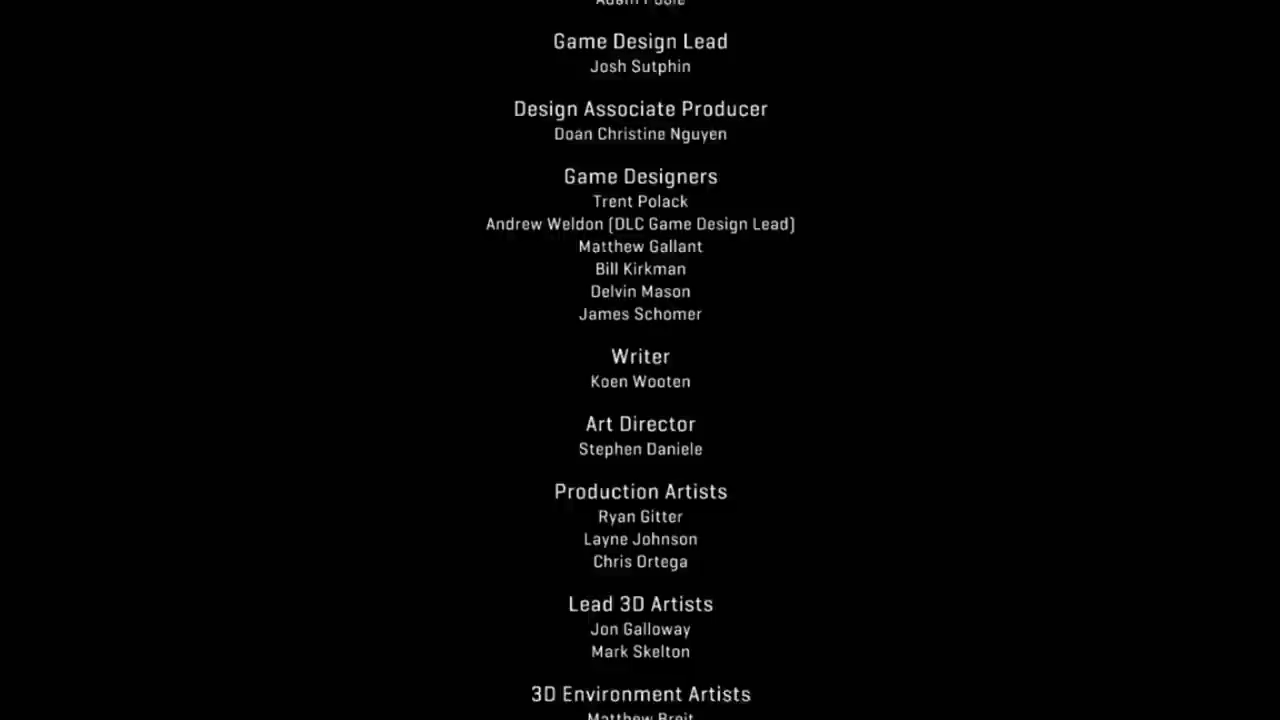 Game Design Lead
Josh Sutphin
Design Associate Producer
Doan Christine Nguyen
Game Designers
Trent Polack
Andrew Weldon (DLC Game Design Lead)
Matthew Gallant
Bill Kirkman
Delvin Mason
James Schomer
Writer
Koen Wooten
Art Director
Stephen Daniele
Production Artists
Ryan Gitter
Layne Johnson
Chris Ortega
Lead 3D Artists
Jon Galloway
Mark Skelton
3D Environment Artists
Matthew Breit